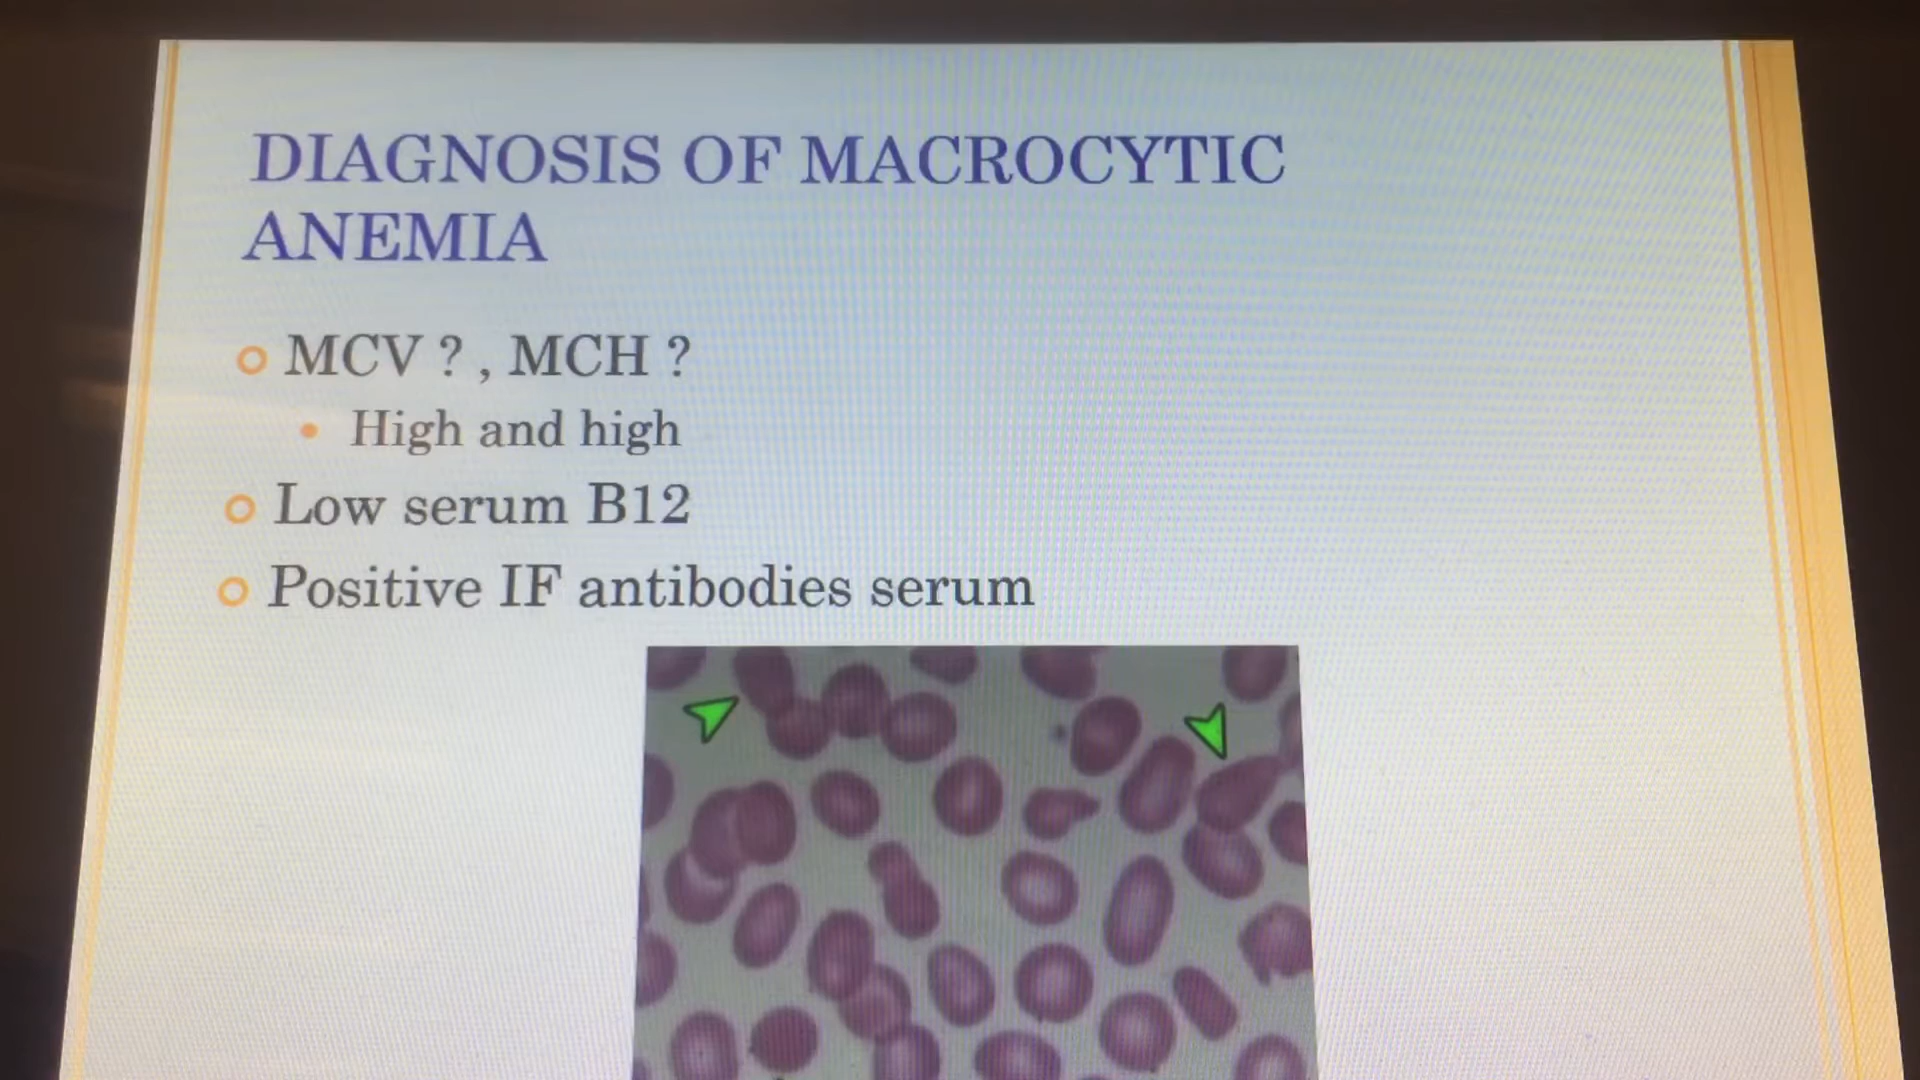 DIAGNOSIS OF MACROCYTIC
ANEMIA
MCV ? , MCH ?
High and high
Low serum B12
Positive IF antibodies serum